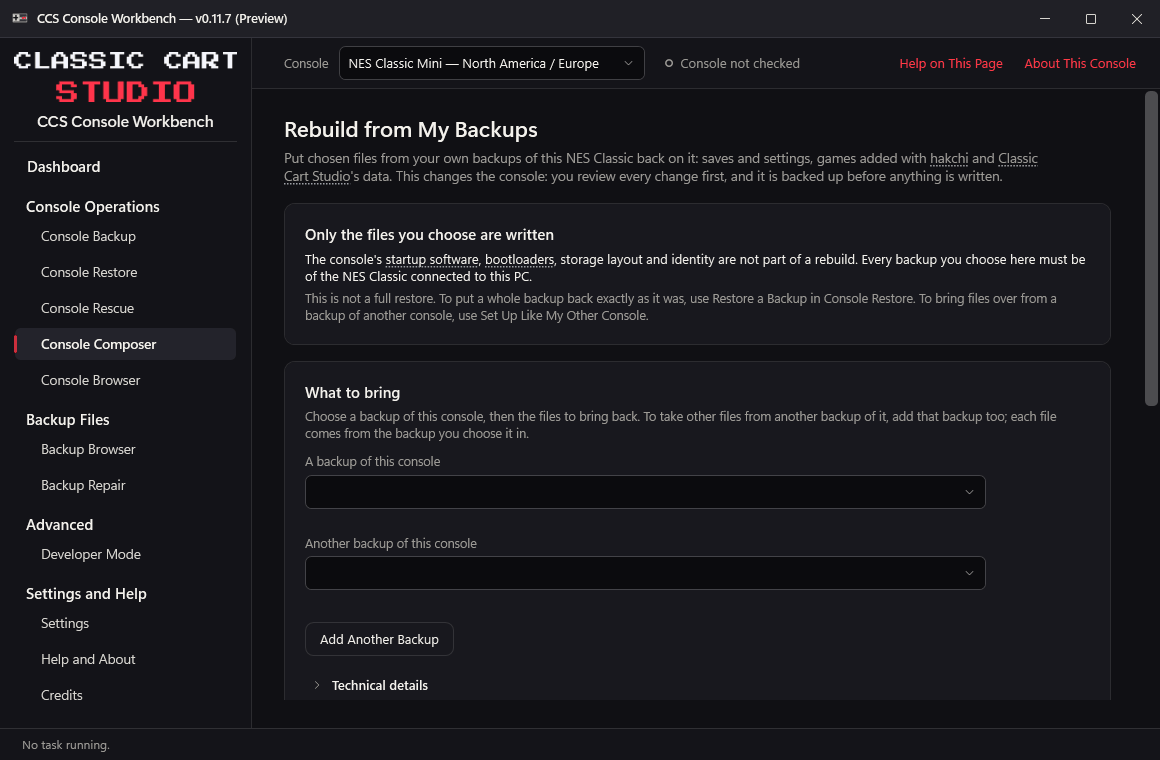 CCS Console Workbench — v0.11.7 (Preview)
CLASSIC CART
STUDIO
CCS Console Workbench
Dashboard
Console Operations
Console Backup
Console Restore
Console Rescue
Console Composer
Console Browser
Backup Files
Backup Browser
Backup Repair
Advanced
Developer Mode
Settings and Help
Settings
Help and About
Credits
Console
NES Classic Mini — North America / Europe
Console not checked
Help on This Page
About This Console
Rebuild from My Backups
Put chosen files from your own backups of this NES Classic back on it: saves and settings, games added with hakchi and Classic
Cart Studio's data. This changes the console: you review every change first, and it is backed up before anything is written.
Only the files you choose are written
The console's startup software, bootloaders, storage layout and identity are not part of a rebuild. Every backup you choose here must be
of the NES Classic connected to this PC.
This is not a full restore. To put a whole backup back exactly as it was, use Restore a Backup in Console Restore. To bring files over from a
backup of another console, use Set Up Like My Other Console.
What to bring
Choose a backup of this console, then the files to bring back. To take other files from another backup of it, add that backup too; each file
comes from the backup you choose it in.
A backup of this console
Another backup of this console
Add Another Backup
Technical details
No task running.